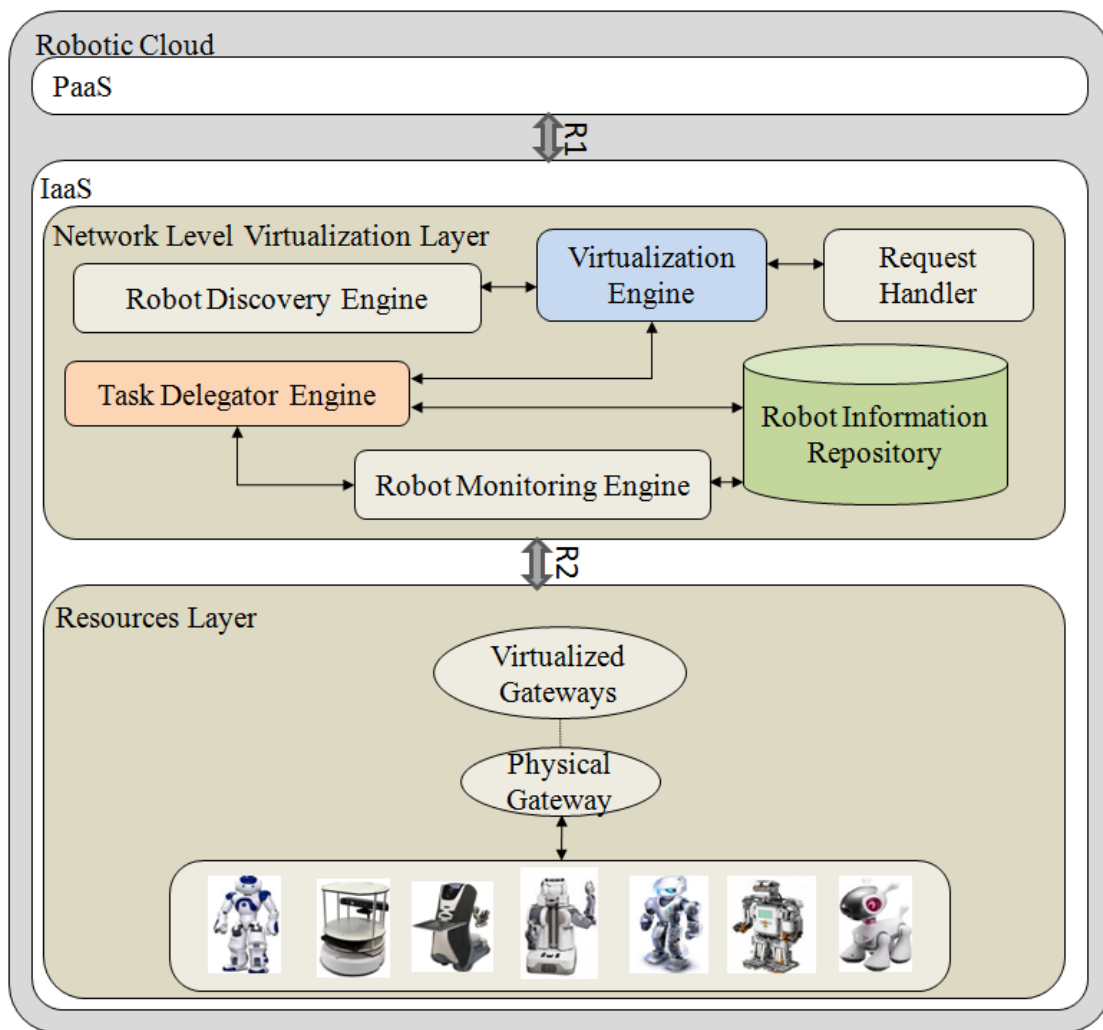 Robotic Cloud
PaaS
R1
IaaS
Network Level Virtualization Layer
Virtualization
Engine
Request
Handler
Robot Discovery Engine
Task Delegator Engine
Robot Information
Repository
Robot Monitoring Engine
R2
Resources Layer
Virtualized
Gateways
Physical
Gateway